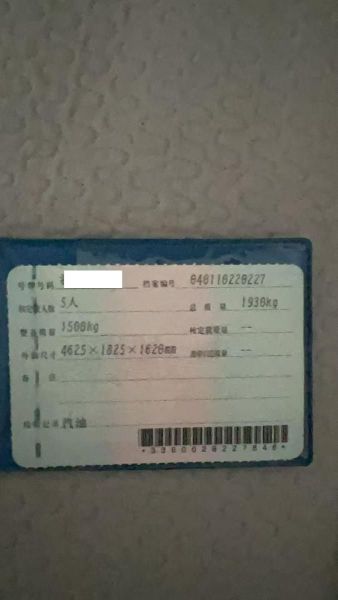 号牌号码 档案编号 848116228227
核定载人数 5人 总质量 1930kg
整备质量 1500kg 核定载质量 --
外廓尺寸 4625×1825×1620mm 准牵引总质量 --
备注
检验记录 汽油